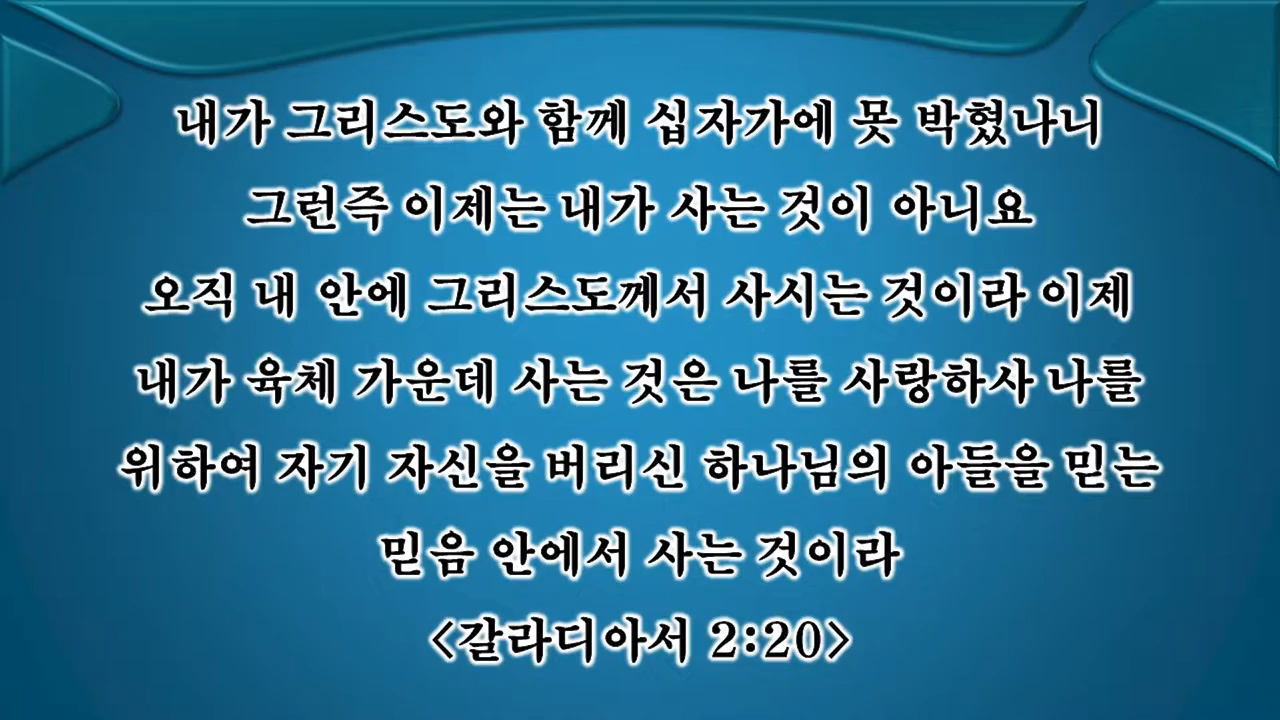 내가 그리스도와 함께 십자가에 못 박혔나니
그런즉 이제는 내가 사는 것이 아니요
오직 내 안에 그리스도께서 사시는 것이라 이제
내가 육체 가운데 사는 것은 나를 사랑하사 나를
위하여 자기 자신을 버리신 하나님의 아들을 믿는
믿음 안에서 사는 것이라
<갈라디아서 2:20>